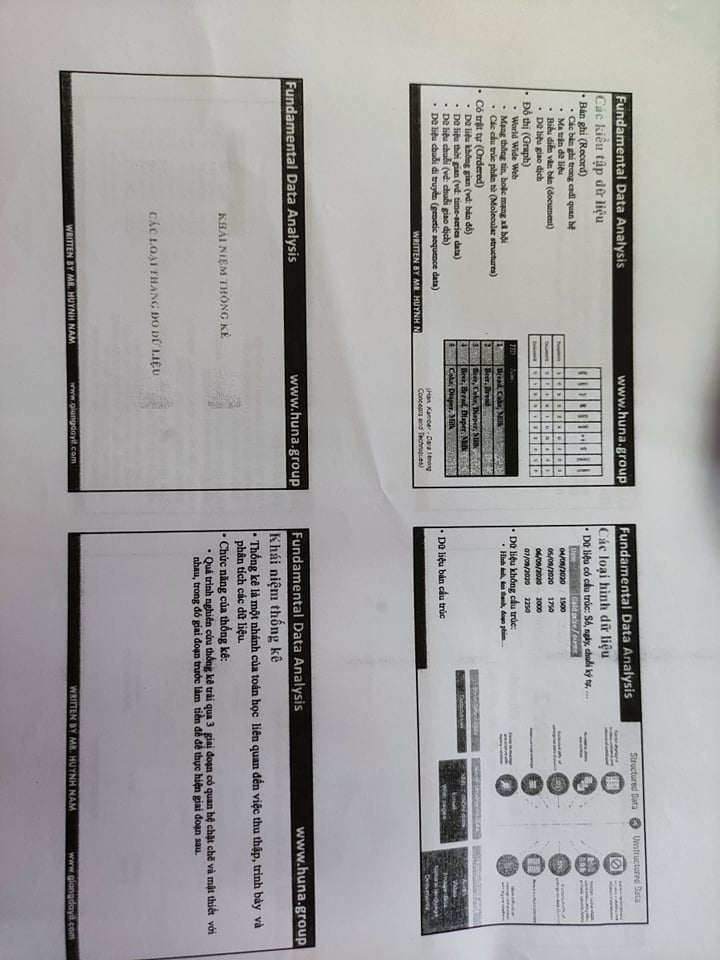 Fundamental Data Analysis www.huna.group
Các kiểu tập dữ liệu
• Bản ghi (Record)
• Các bản ghi trong csdl quan hệ
• Ma trận dữ liệu
• Biểu diễn văn bản (document)
• Dữ liệu giao dịch
• Đồ thị (Graph)
• World Wide Web
• Mạng thông tin, hoặc mạng xã hội
• Các cấu trúc phân tử (Molecular structures)
• Có trật tự (Ordered)
• Dữ liệu không gian (vd: bản đồ)
• Dữ liệu thời gian (vd: time-series data)
• Dữ liệu chuỗi (vd: chuỗi giao dịch)
• Dữ liệu chuỗi di truyền (genetic sequence data)
TID
1 Bread, Coke, Milk
2 Beer, Bread
3 Beer, Coke, Diaper, Milk
4 Beer, Bread, Diaper, Milk
5 Coke, Diaper, Milk
(Han, Kamber - Data Mining
Concepts and Techniques)
WRITTEN BY MR. HUYNH N
Fundamental Data Analysis
Các loại hình dữ liệu
• Dữ liệu có cấu trúc: Số, ngày, chuỗi ký tự, ...
04/09/2020 1500
05/09/2020 1750
06/09/2020 2000
07/09/2020 2250
• Dữ liệu không cấu trúc:
• Hình ảnh, âm thanh, đoạn phim...
• Dữ liệu bán cấu trúc
Structured Data Unstructured Data
Email
Web pages
Fundamental Data Analysis www.huna.group
KHÁI NIỆM THỐNG KÊ
CÁC LOẠI THANG ĐO DỮ LIỆU
WRITTEN BY MR. HUYNH NAM www.giangdayit.com
Fundamental Data Analysis www.huna.group
Khái niệm thống kê
• Thống kê là một nhánh của toán học liên quan đến việc thu thập, trình bày và
phân tích các dữ liệu.
• Chức năng của thống kê:
• Quá trình nghiên cứu thống kê trải qua 3 giai đoạn có quan hệ chặt chẽ và mật thiết với
nhau, trong đó giai đoạn trước làm tiền đề để thực hiện giai đoạn sau.
WRITTEN BY MR. HUYNH NAM www.giangdayit.com